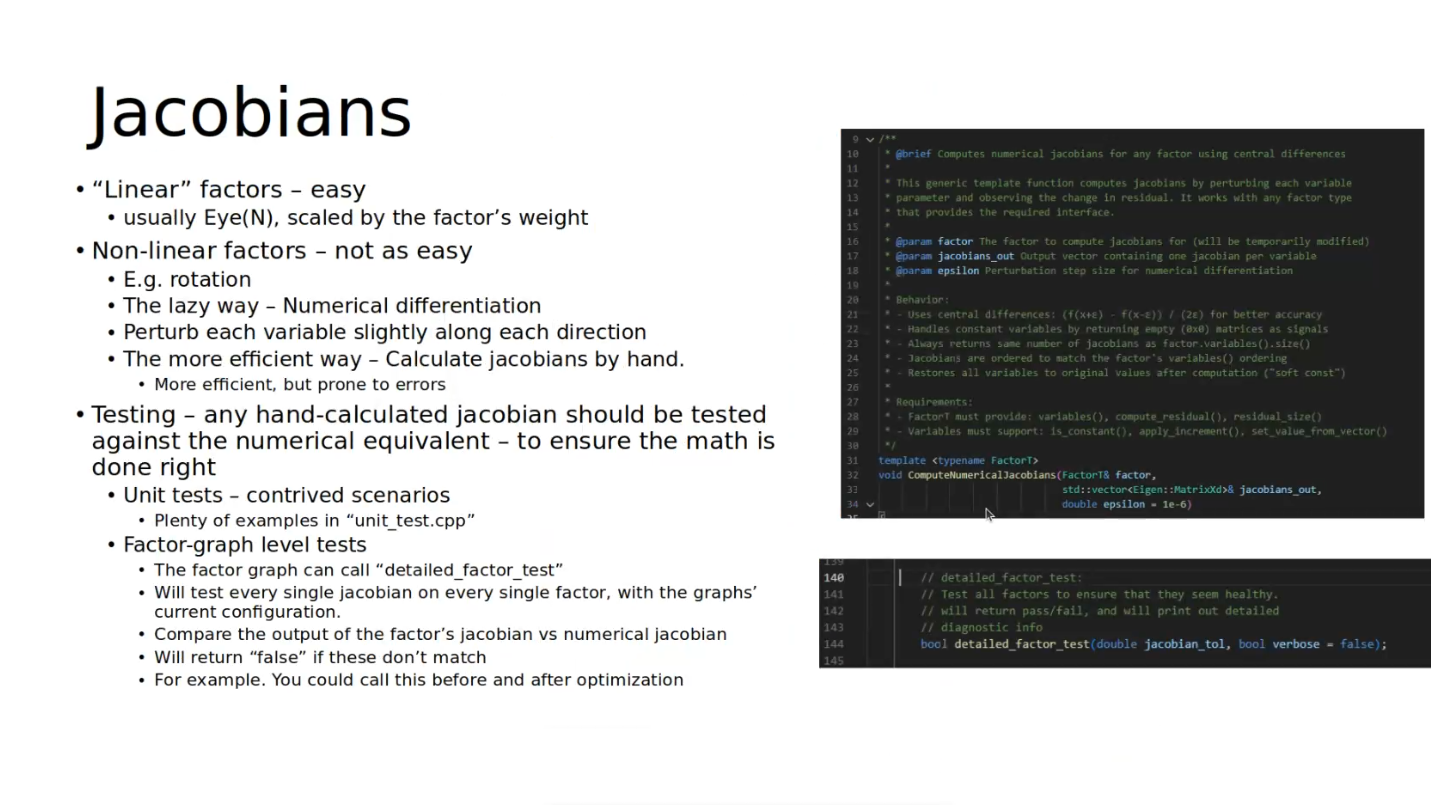 Jacobians
• “Linear” factors – easy
• usually Eye(N), scaled by the factor’s weight
• Non-linear factors – not as easy
• E.g. rotation
• The lazy way – Numerical differentiation
• Perturb each variable slightly along each direction
• The more efficient way – Calculate jacobians by hand.
• More efficient, but prone to errors
• Testing – any hand-calculated jacobian should be tested
against the numerical equivalent – to ensure the math is
done right
• Unit tests – contrived scenarios
• Plenty of examples in “unit_test.cpp”
• Factor-graph level tests
• The factor graph can call “detailed_factor_test”
• Will test every single jacobian on every single factor, with the graphs’
current configuration.
• Compare the output of the factor’s jacobian vs numerical jacobian
• Will return “false” if these don’t match
• For example. You could call this before and after optimization
9 /**
10 * @brief Computes numerical jacobians for any factor using central differences
11 *
12 * This generic template function computes jacobians by perturbing each variable
13 * parameter and observing the change in residual. It works with any factor type
14 * that provides the required interface.
15 *
16 * @param factor The factor to compute jacobians for (will be temporarily modified)
17 * @param jacobians_out Output vector containing one jacobian per variable
18 * @param epsilon Perturbation step size for numerical differentiation
19 *
20 * Behavior:
21 * - Uses central differences: (f(x+ε) - f(x-ε)) / (2ε) for better accuracy
22 * - Handles constant variables by returning empty (0x0) matrices as signals
23 * - Always returns same number of jacobians as factor.variables().size()
24 * - Jacobians are ordered to match the factor's variables() ordering
25 * - Restores all variables to original values after computation ("soft const")
26 *
27 * Requirements:
28 * - FactorT must provide: variables(), compute_residual(), residual_size()
29 * - Variables must support: is_constant(), apply_increment(), set_value_from_vector()
30 */
31 template <typename FactorT>
32 void ComputeNumericalJacobians(FactorT& factor,
33 std::vector<Eigen::MatrixXd>& jacobians_out,
34 double epsilon = 1e-6)
35 {
139
140 // detailed_factor_test:
141 // Test all factors to ensure that they seem healthy.
142 // will return pass/fail, and will print out detailed
143 // diagnostic info
144 bool detailed_factor_test(double jacobian_tol, bool verbose = false);
145